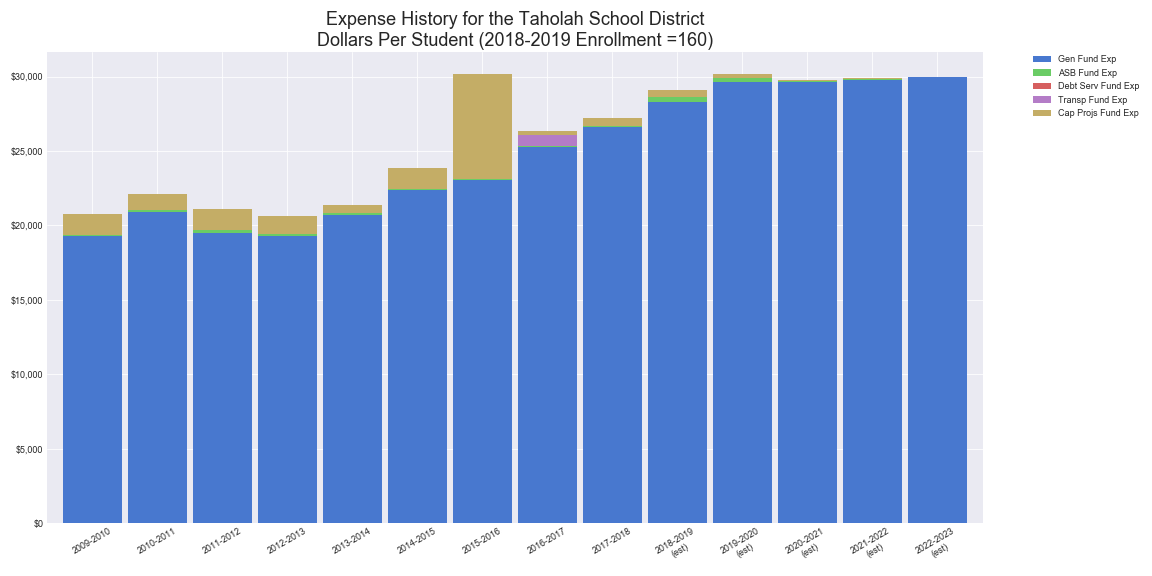 Expense History for the Taholah School District
Dollars Per Student (2018-2019 Enrollment =160)
$30,000
$25,000
$20,000
$15,000
$10,000
$5,000
$0
2009-2010
2010-2011
2011-2012
2012-2013
2013-2014
2014-2015
2015-2016
2016-2017
2017-2018
2018-2019
(est)
2019-2020
(est)
2020-2021
(est)
2021-2022
(est)
2022-2023
(est)
Gen Fund Exp
ASB Fund Exp
Debt Serv Fund Exp
Transp Fund Exp
Cap Projs Fund Exp